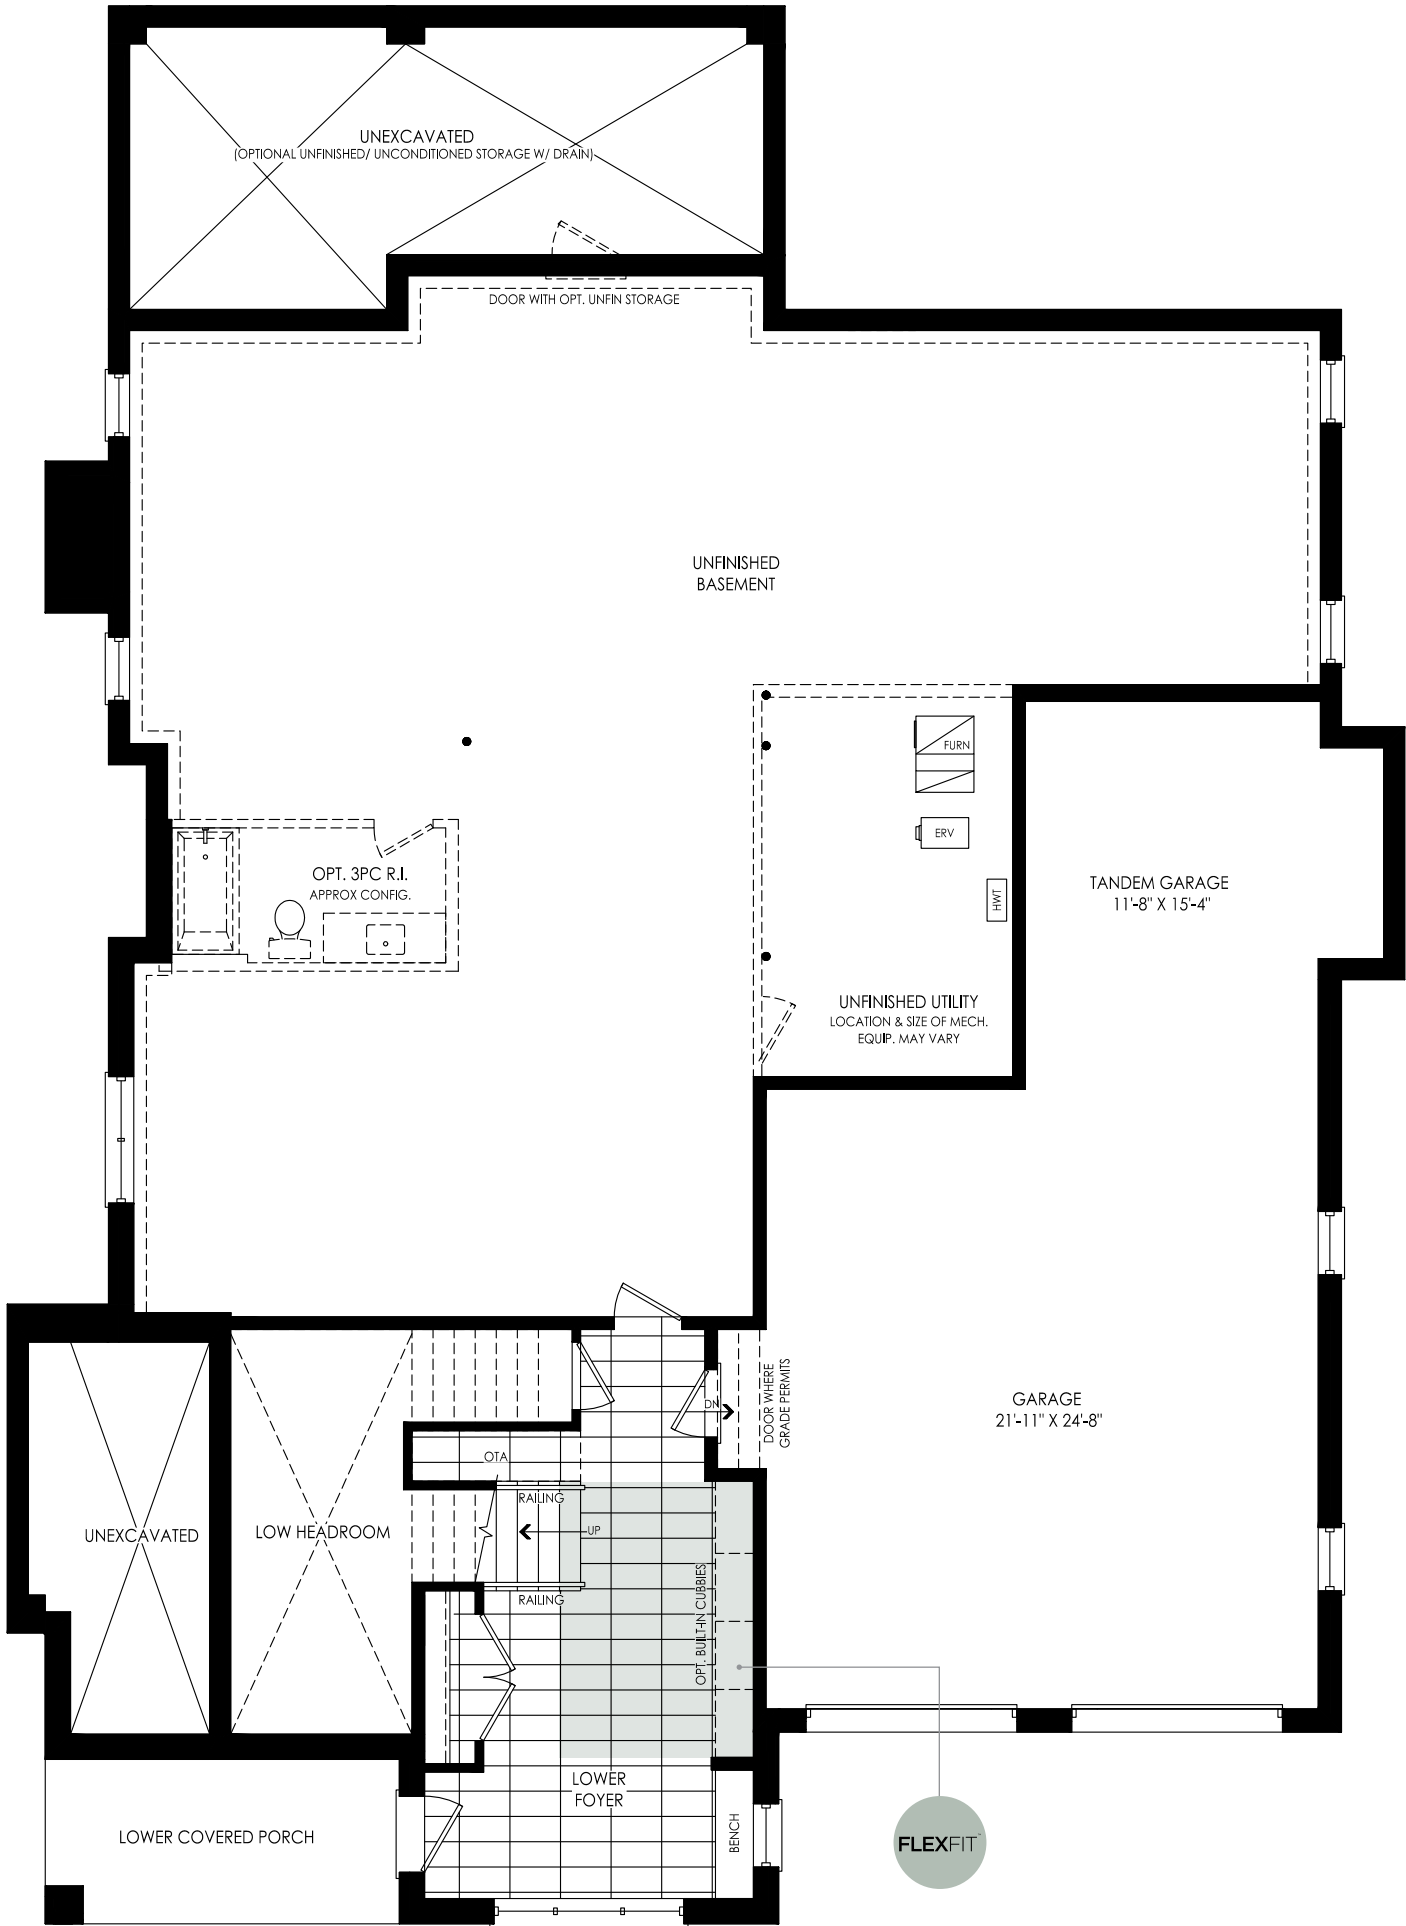 UNEXCAVATED
(OPTIONAL UNFINISHED/ UNCONDITIONED STORAGE W/ DRAIN)
DOOR WITH OPT. UNFIN STORAGE
UNFINISHED
BASEMENT
FURN
ERV
HWT
OPT. 3PC R.I.
APPROX CONFIG.
TANDEM GARAGE
11'-8" X 15'-4"
UNFINISHED UTILITY
LOCATION & SIZE OF MECH.
EQUIP. MAY VARY
DN
DOOR WHERE
GRADE PERMITS
GARAGE
21'-11" X 24'-8"
OTA
RAILING
UP
RAILING
UNEXCAVATED
LOW HEADROOM
OPT. BUILT-IN CUBBIES
LOWER
FOYER
BENCH
LOWER COVERED PORCH
FLEXFIT